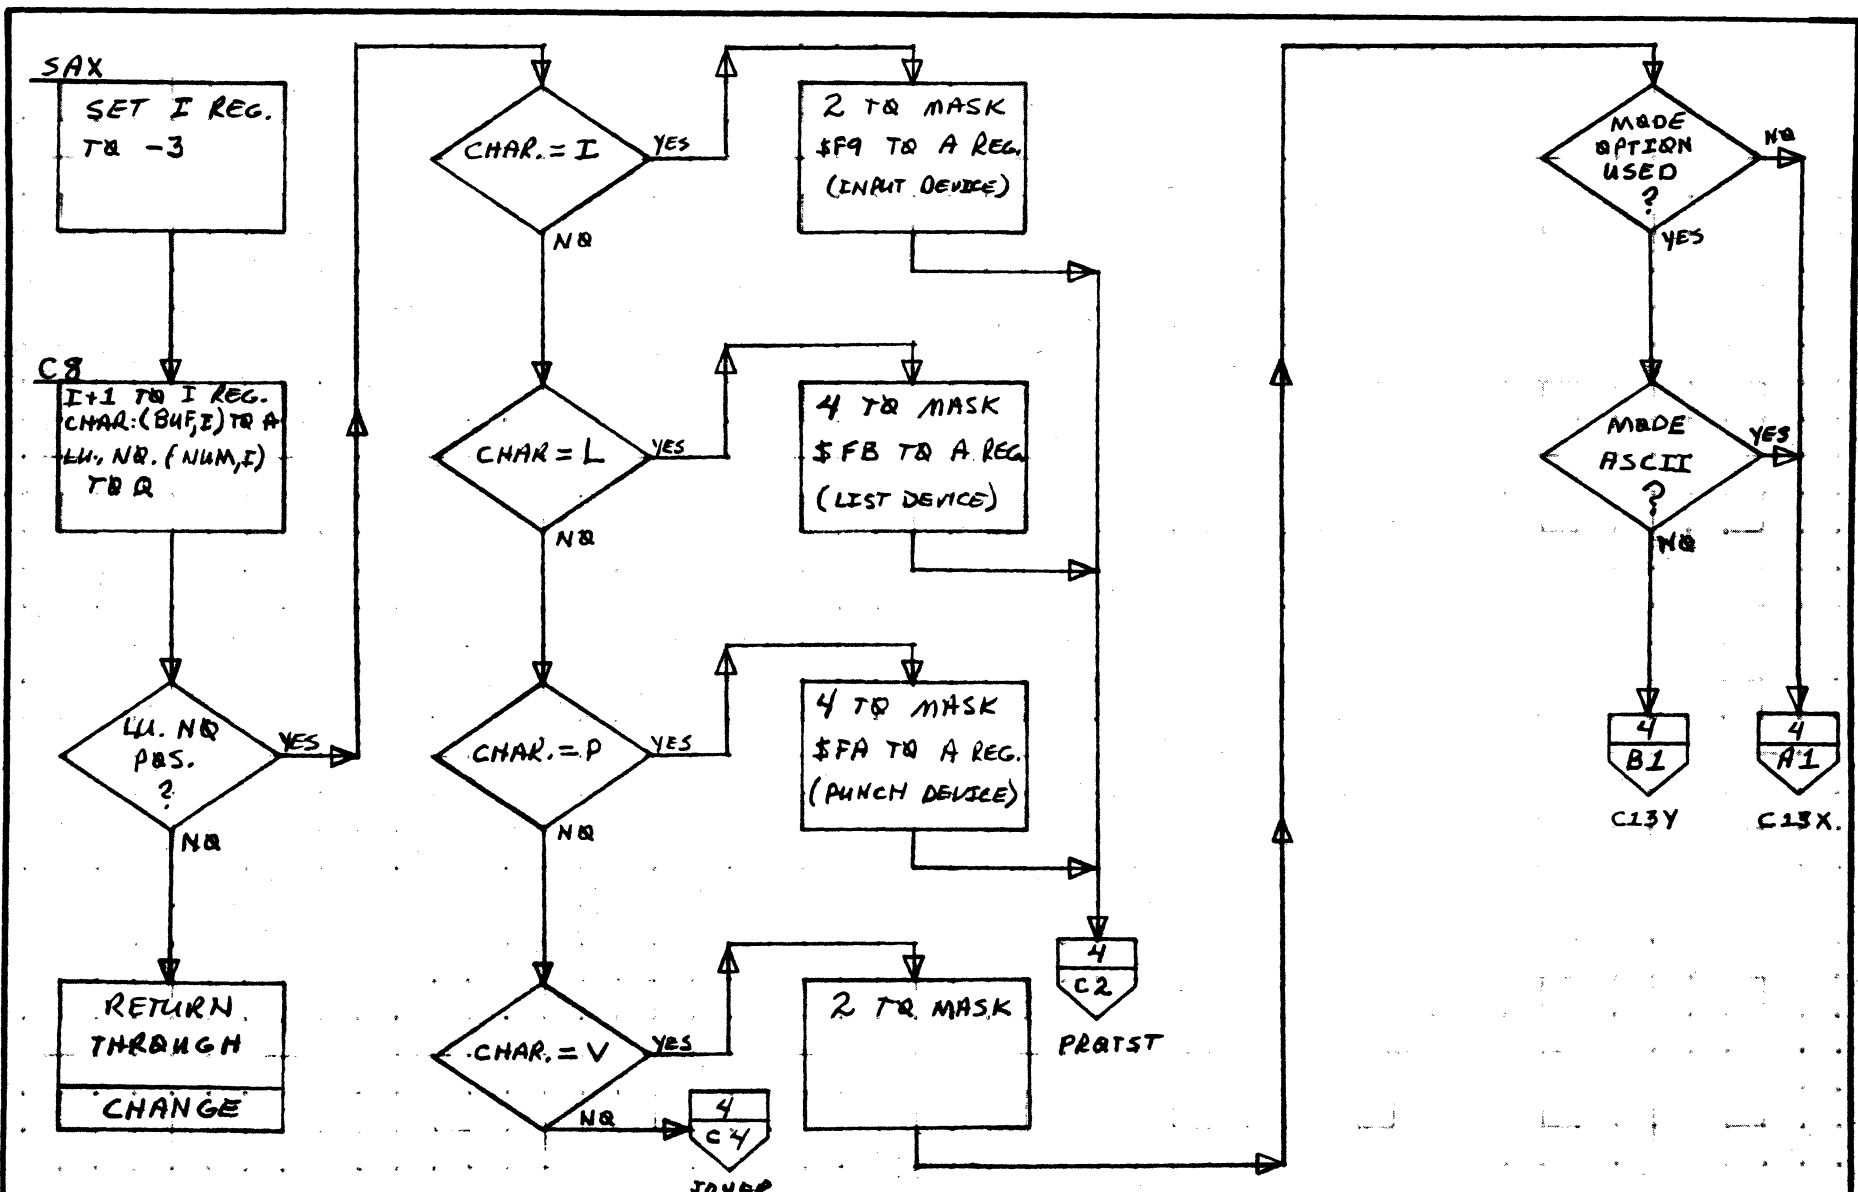 SAX
SET I REG.
TO -3
C8
I+1 TO I REG.
CHAR:(BUF,I) TO A
LU., NO. (NUM,I)
TO Q
LU. NO
POS.
?
YES
NO
RETURN
THROUGH
CHANGE
CHAR. = I
YES
NO
CHAR = L
YES
NO
CHAR. = P
YES
NO
CHAR. = V
YES
NO
4
C4
2 TO MASK
$F9 TO A REG.
(INPUT DEVICE)
4 TO MASK
$FB TO A REG
(LIST DEVICE)
4 TO MASK
$FA TO A REG.
(PUNCH DEVICE)
2 TO MASK
4
C2
PROTST
MODE
OPTION
USED
?
NO
YES
MODE
ASCII
?
YES
NO
4
B1
C13Y
4
A1
C13X.